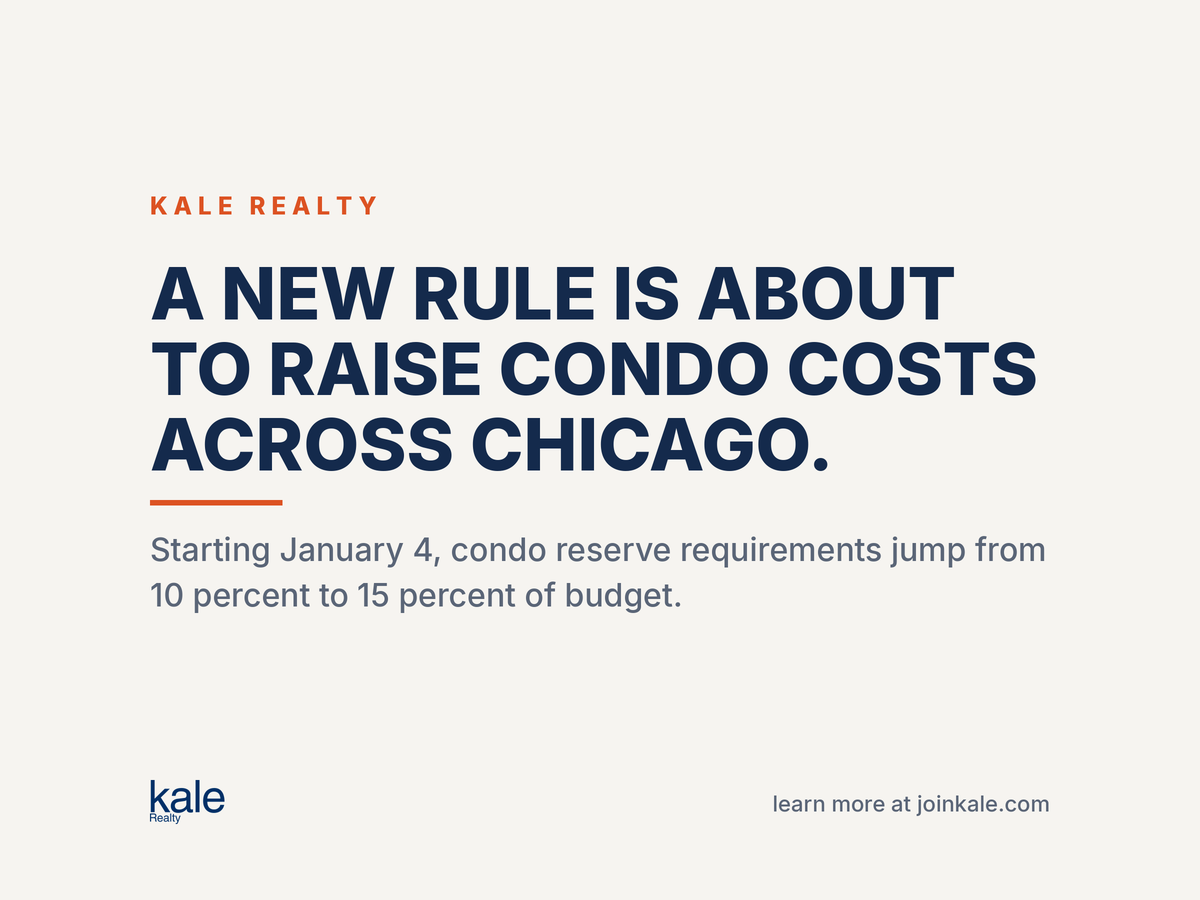 KALE REALTY
A NEW RULE IS ABOUT
TO RAISE CONDO COSTS
ACROSS CHICAGO.
Starting January 4, condo reserve requirements jump from
10 percent to 15 percent of budget.
kale
Realty
learn more at joinkale.com